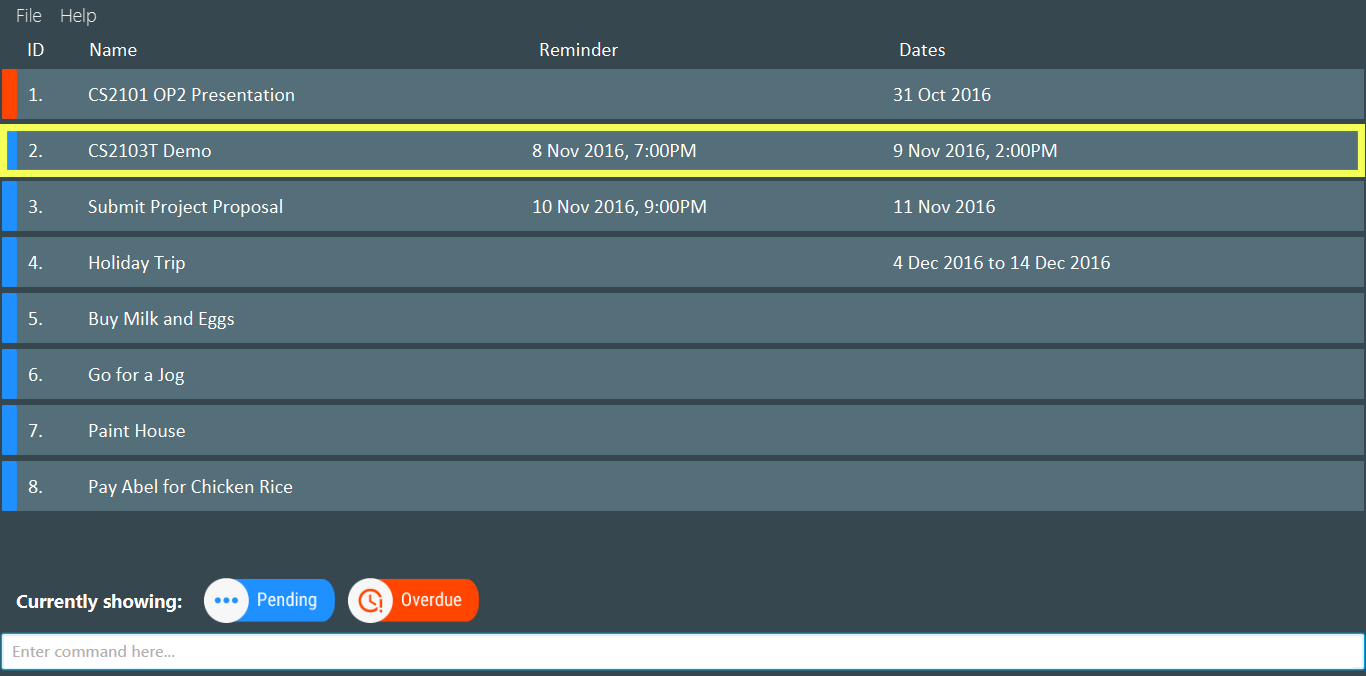 File Help
ID Name Reminder Dates
1. CS2101 OP2 Presentation 31 Oct 2016
2. CS2103T Demo 8 Nov 2016, 7:00PM 9 Nov 2016, 2:00PM
3. Submit Project Proposal 10 Nov 2016, 9:00PM 11 Nov 2016
4. Holiday Trip 4 Dec 2016 to 14 Dec 2016
5. Buy Milk and Eggs
6. Go for a Jog
7. Paint House
8. Pay Abel for Chicken Rice
Currently showing: Pending Overdue
Enter command here...